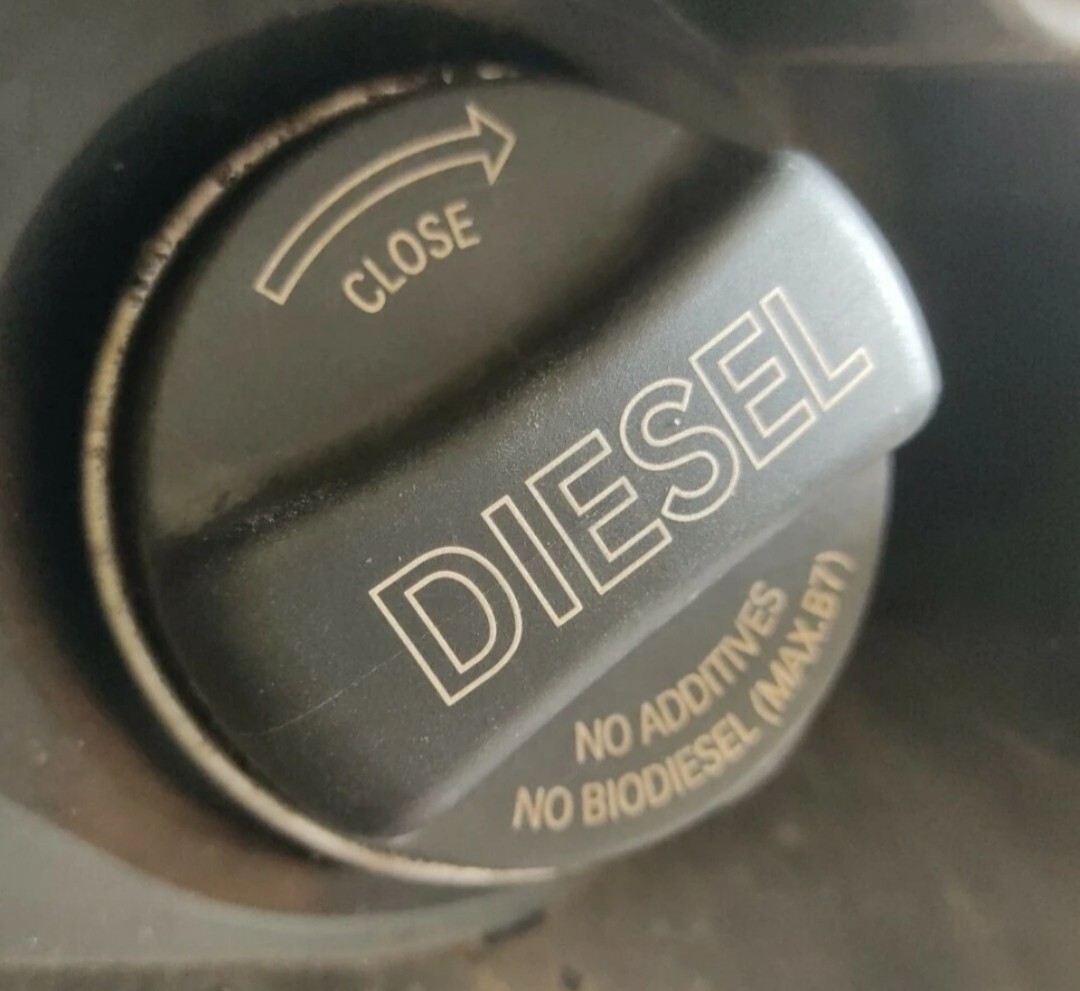 CLOSE
DIESEL
NO ADDITIVES
NO BIODIESEL (MAX.B7)